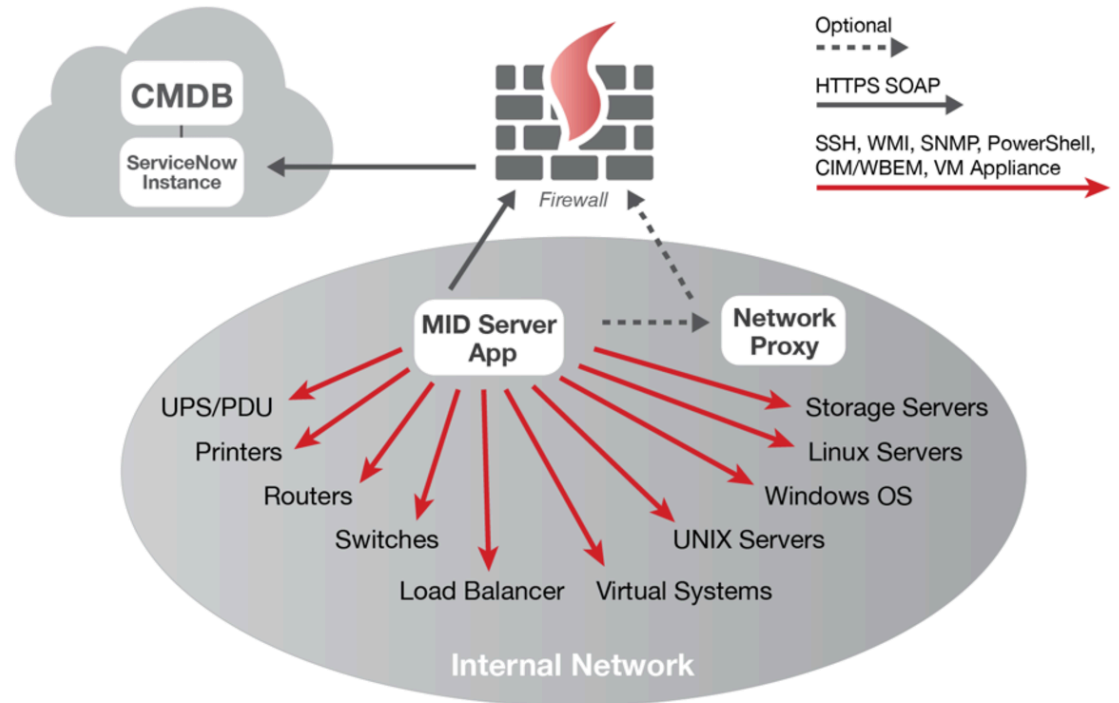 CMDB
ServiceNow
Instance
Firewall
Optional
HTTPS SOAP
SSH, WMI, SNMP, PowerShell,
CIM/WBEM, VM Appliance
MID Server
App
Network
Proxy
UPS/PDU
Printers
Routers
Switches
Load Balancer
Virtual Systems
UNIX Servers
Windows OS
Linux Servers
Storage Servers
Internal Network